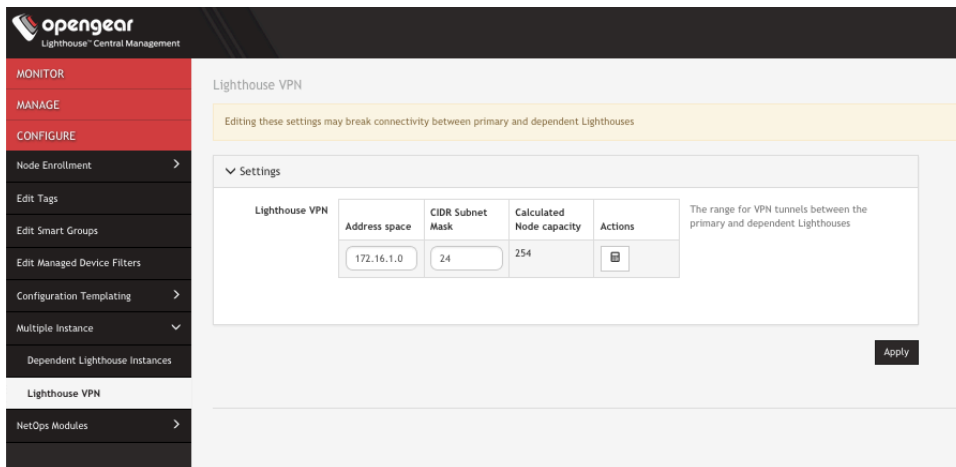 opengear
Lighthouse™ Central Management
MONITOR
MANAGE
CONFIGURE
Node Enrollment
Edit Tags
Edit Smart Groups
Edit Managed Device Filters
Configuration Templating
Multiple Instance
Dependent Lighthouse Instances
Lighthouse VPN
NetOps Modules
Lighthouse VPN
Editing these settings may break connectivity between primary and dependent Lighthouses
Settings
Lighthouse VPN
Address space
CIDR Subnet
Mask
Calculated
Node capacity
Actions
172.16.1.0
24
254
The range for VPN tunnels between the
primary and dependent Lighthouses
Apply